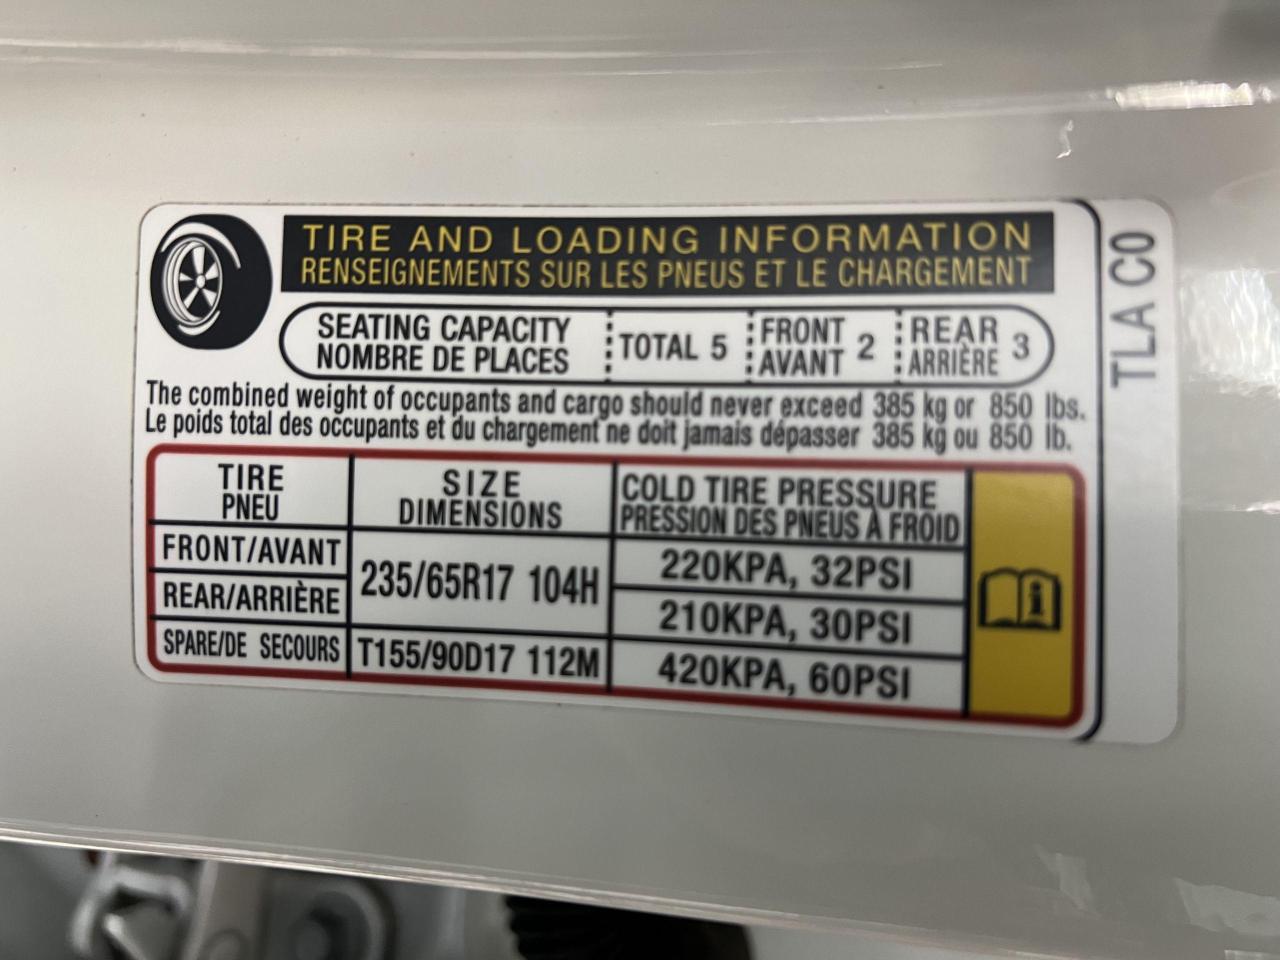 TIRE AND LOADING INFORMATION
RENSEIGNEMENTS SUR LES PNEUS ET LE CHARGEMENT
SEATING CAPACITY
NOMBRE DE PLACES
TOTAL 5
FRONT
AVANT
2
REAR
ARRIÈRE
3
The combined weight of occupants and cargo should never exceed 385 kg or 850 lbs.
Le poids total des occupants et du chargement ne doit jamais dépasser 385 kg ou 850 lb.
TIRE
PNEU
SIZE
DIMENSIONS
COLD TIRE PRESSURE
PRESSION DES PNEUS À FROID
FRONT/AVANT
235/65R17 104H
220KPA, 32PSI
REAR/ARRIÈRE
210KPA, 30PSI
SPARE/DE SECOURS
T155/90D17 112M
420KPA, 60PSI
TLA C0